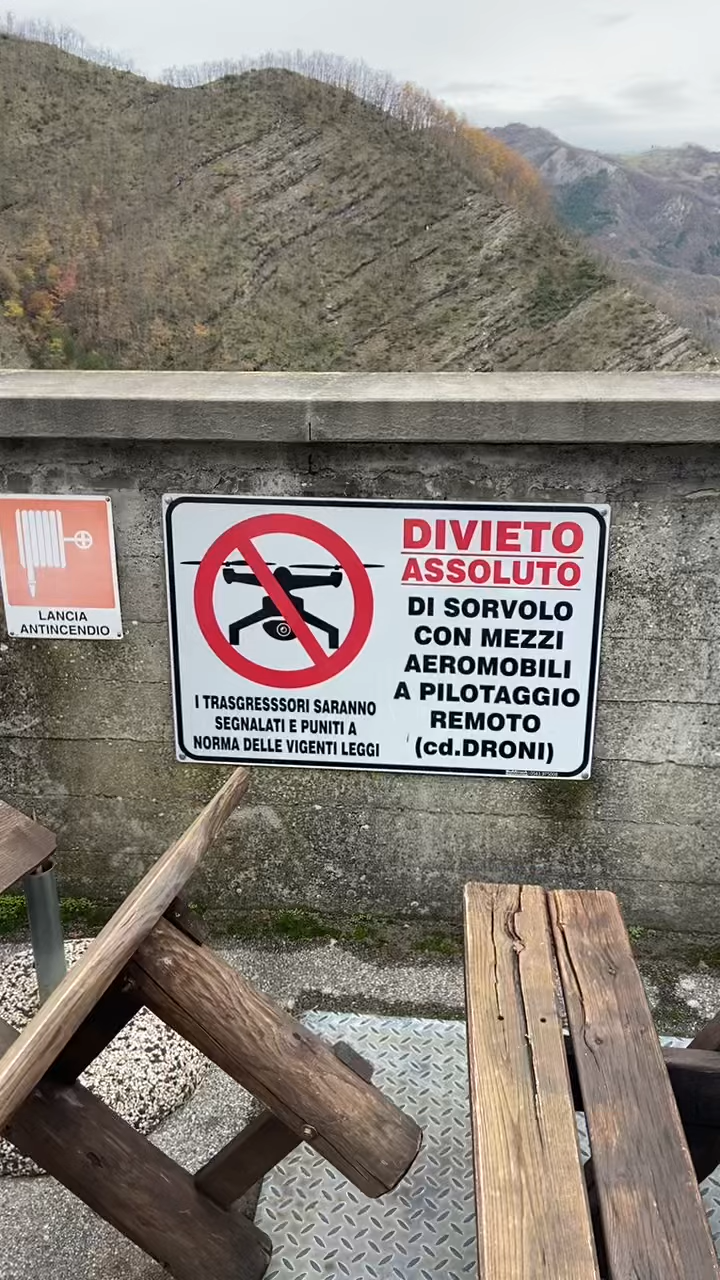 LANCIA
ANTINCENDIO
DIVIETO
ASSOLUTO
DI SORVOLO
CON MEZZI
AEROMOBILI
A PILOTAGGIO
REMOTO
(cd.DRONI)
I TRASGRESSSORI SARANNO
SEGNALATI E PUNITI A
NORMA DELLE VIGENTI LEGGI